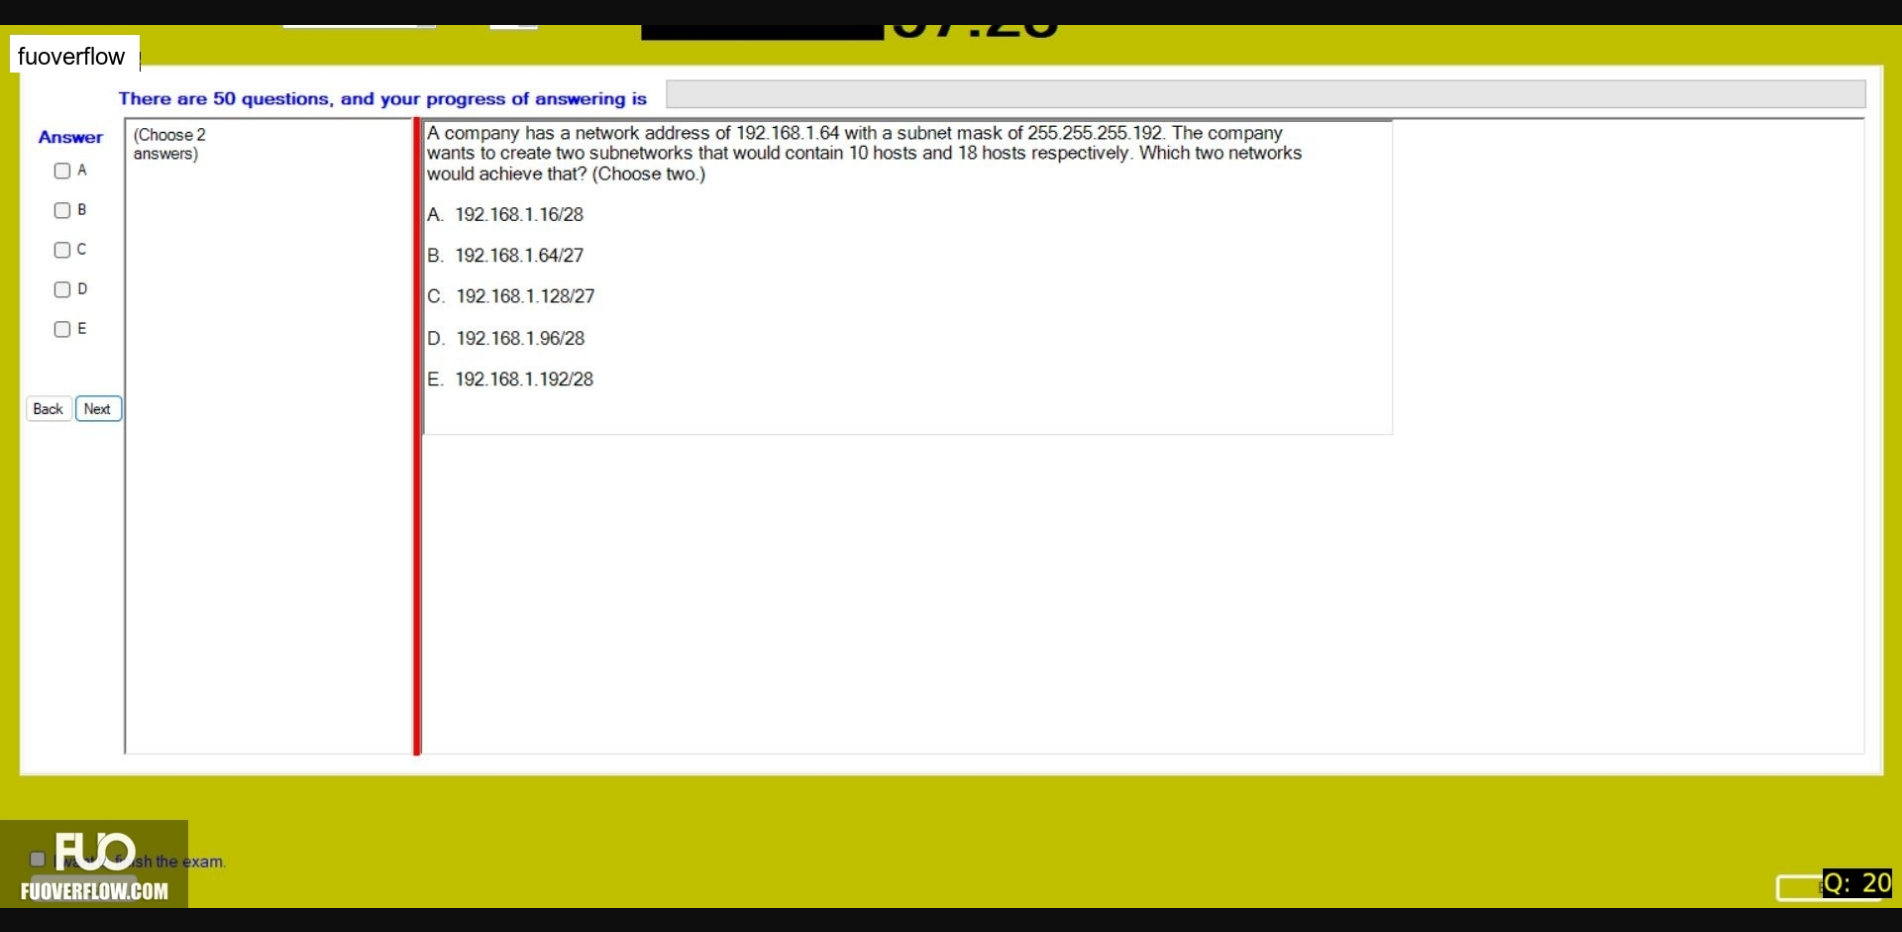 fuoverflow
There are 50 questions, and your progress of answering is
Answer
(Choose 2
answers)
A
B
C
D
E
Back
Next
A company has a network address of 192.168.1.64 with a subnet mask of 255.255.255.192. The company
wants to create two subnetworks that would contain 10 hosts and 18 hosts respectively. Which two networks
would achieve that? (Choose two.)
A. 192.168.1.16/28
B. 192.168.1.64/27
C. 192.168.1.128/27
D. 192.168.1.96/28
E. 192.168.1.192/28
the exam.
FUO
FUOVERFLOW.COM
Q: 20